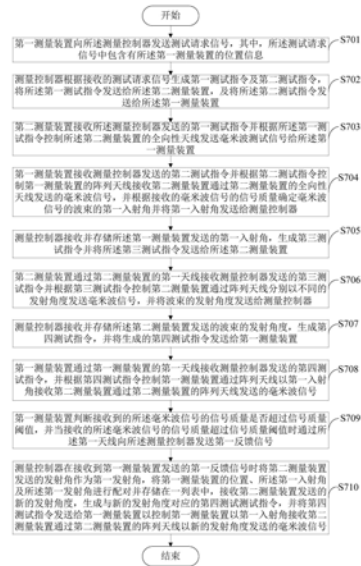 开始
第一测量装置向所述测量控制器发送测试请求信号，其中，所述测试请求
信号中包含有所述第一测量装置的位置信息
S701
测量控制器根据接收的测试请求信号生成第一测试指令及第二测试指令，
将所述第一测试指令发送给所述第二测量装置，及将所述第二测试指令发
送给所述第一测量装置
S702
第二测量装置接收所述测量控制器发送的第一测试指令并根据所述第一测
试指令控制所述第二测量装置的全向性天线发送毫米波测试信号给所述第
一测量装置
S703
第一测量装置接收测量控制器发送的第二测试指令并根据第二测试指令控
制第一测量装置的阵列天线接收第二测量装置通过第二测量装置的全向性
天线发送的毫米波信号，并根据接收的毫米波信号的信号质量确定毫米波信
号的波束的第一入射角并将第一入射角发送给测量控制器
S704
测量控制器接收并存储所述第一测量装置发送的第一入射角，生成第三测
试指令并将所述第三测试指令发送给所述第二测量装置
S705
第二测量装置通过第二测量装置的第一天线接收测量控制器发送的第三测
试指令并根据第三测试指令控制第二测量装置通过阵列天线分别以不同的
发射角度发送毫米波信号，并将波束的发射角度发送给测量控制器
S706
测量控制器接收并存储所述第二测量装置发送的波束的发射角度，生成第
四测试指令，并将生成的第四测试指令发送给第一测量装置
S707
第一测量装置通过第一测量装置的第一天线接收测量控制器发送的第四测
试指令，并根据第四测试指令控制第一测量装置通过阵列天线以第一入射
角接收第二测量装置通过第二测量装置的阵列天线发送的毫米波信号
S708
第一测量装置判断接收到的所述毫米波信号的信号质量是否超过信号质量
阈值，并当接收的所述毫米波信号的信号质量超过信号质量阈值时通过所
述第一天线向所述测量控制器发送第一反馈信号
S709
测量控制器在接收到第一测量装置发送的第一反馈信号时将第二测量装置
发送的发射角作为第一发射角，将第一测量装置的位置、所述第一入射角
及所述第一发射角进行配对并存储在一列表中，接收第二测量装置发送的
新的发射角度，生成与新的发射角度对应的第四测试测试指令，并将第四
测试指令发送给第一测量装置以控制第一测量装置以第一入射角接收第二
测量装置通过第二测量装置的阵列天线以新的发射角度发送的毫米波信号
S710
结束